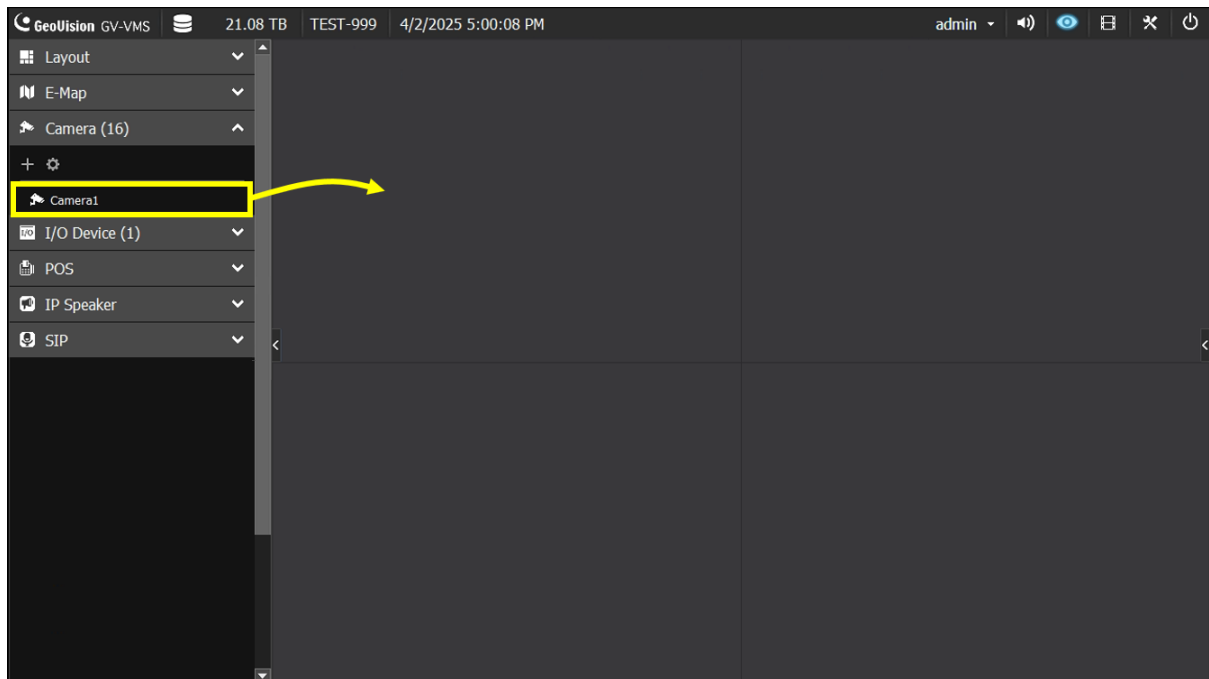 GeoVision GV-VMS 21.08 TB TEST-999 4/2/2025 5:00:08 PM admin
Layout
E-Map
Camera (16)
Camera1
I/O I/O Device (1)
POS
IP Speaker
SIP